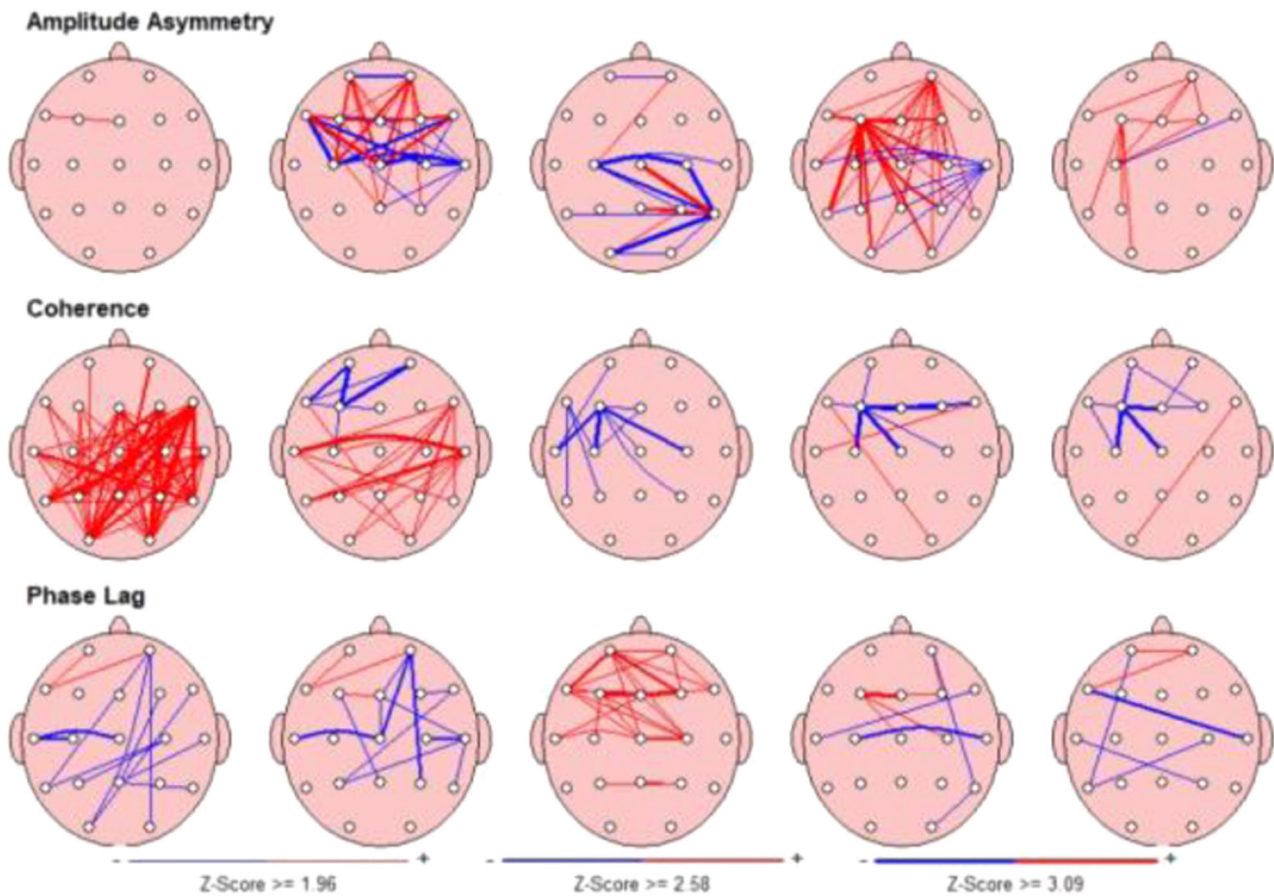 Amplitude Asymmetry
Coherence
Phase Lag
- + - + - +
Z-Score >= 1.96 Z-Score >= 2.58 Z-Score >= 3.09